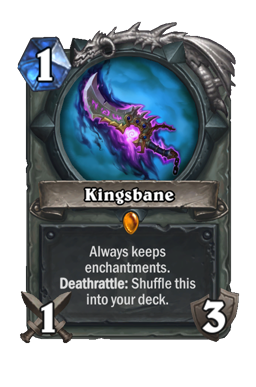 1
Kingsbane
Always keeps
enchantments.
Deathrattle: Shuffle this
into your deck.
1
3